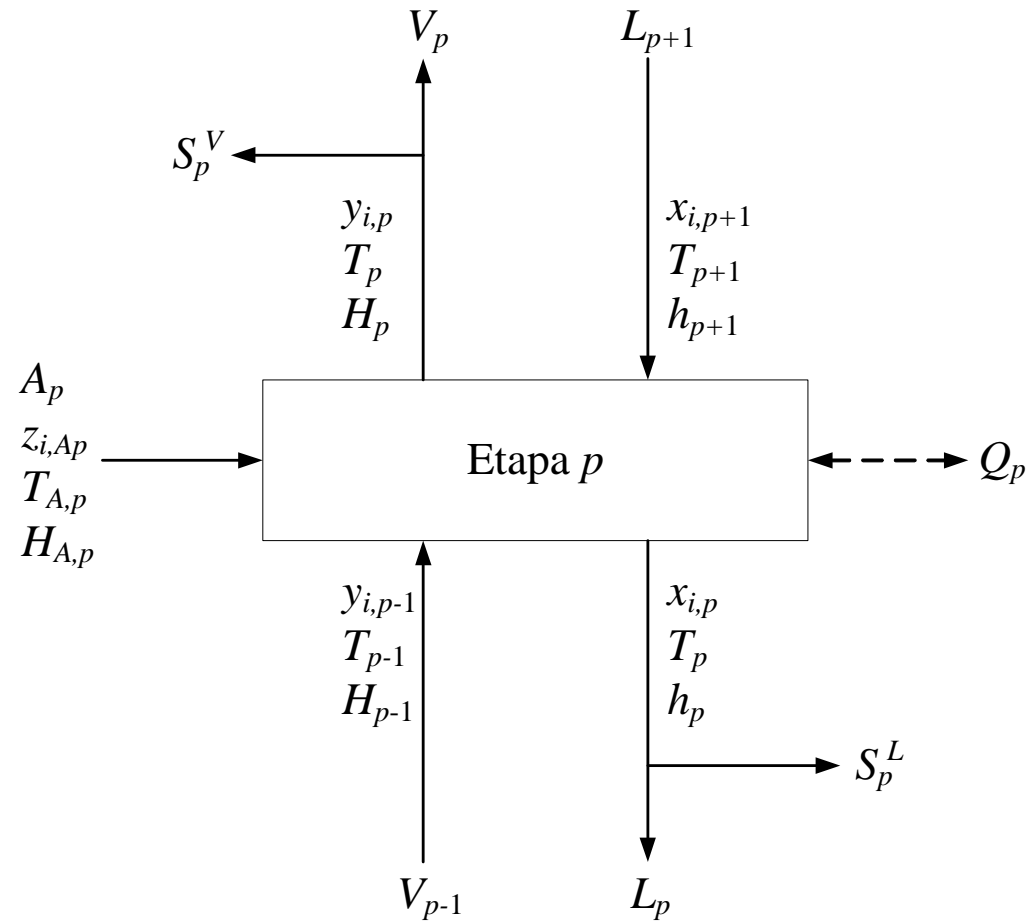 V_p
L_{p+1}
S_p^V
y_{i,p}
T_p
H_p
x_{i,p+1}
T_{p+1}
h_{p+1}
A_p
z_{i,Ap}
T_{A,p}
H_{A,p}
Etapa p
Q_p
y_{i,p-1}
T_{p-1}
H_{p-1}
x_{i,p}
T_p
h_p
S_p^L
V_{p-1}
L_p